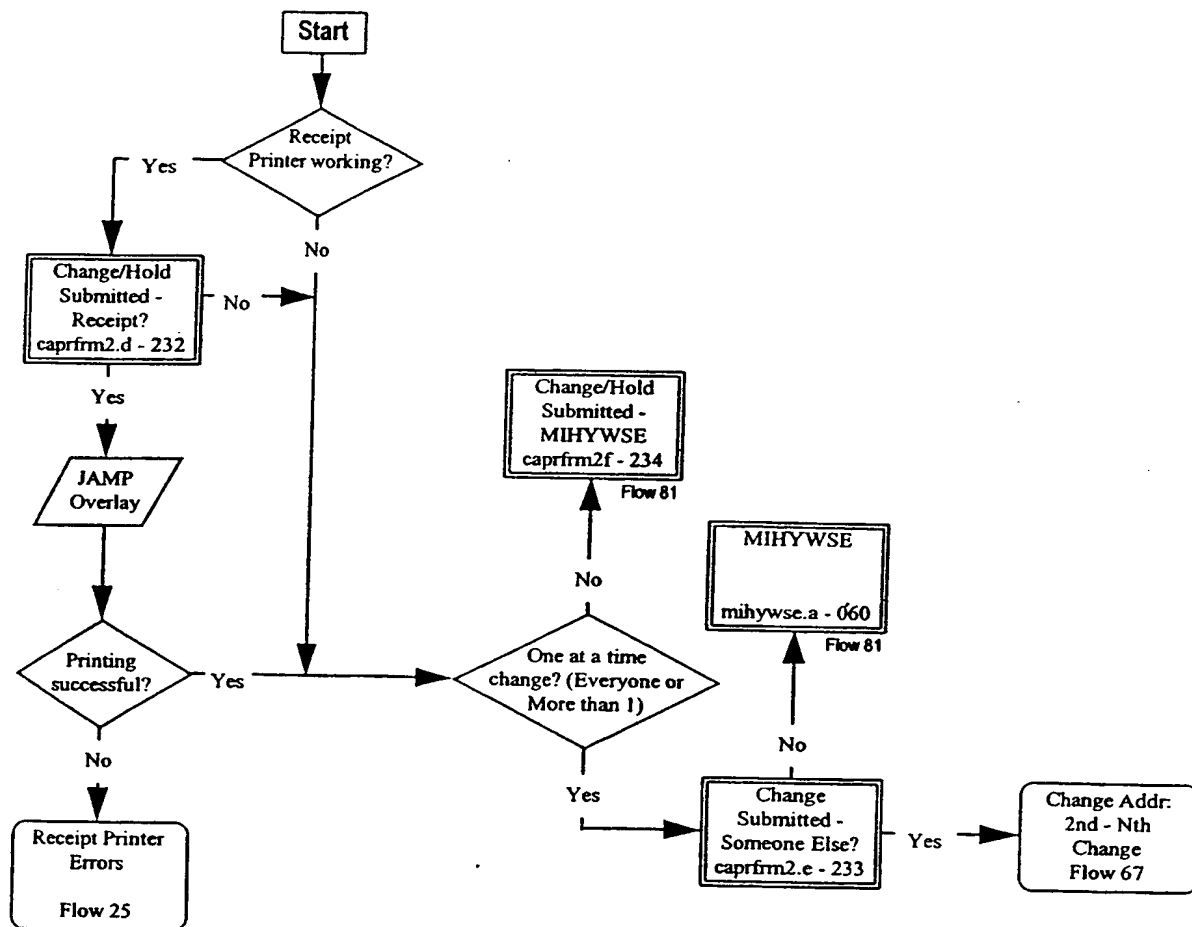 Start
Receipt
Printer working?
Yes
No
Change/Hold
Submitted -
Receipt?
caprfrm2.d - 232
No
Yes
JAMP
Overlay
Printing
successful?
Yes
No
Receipt Printer
Errors
Flow 25
Change/Hold
Submitted -
MIHYWSE
caprfrm2f - 234
Flow 81
No
One at a time
change? (Everyone or
More than 1)
Yes
MIHYWSE
mihywse.a - 060
Flow 81
No
Change
Submitted -
Someone Else?
caprfrm2.e - 233
Yes
Change Addr:
2nd - Nth
Change
Flow 67